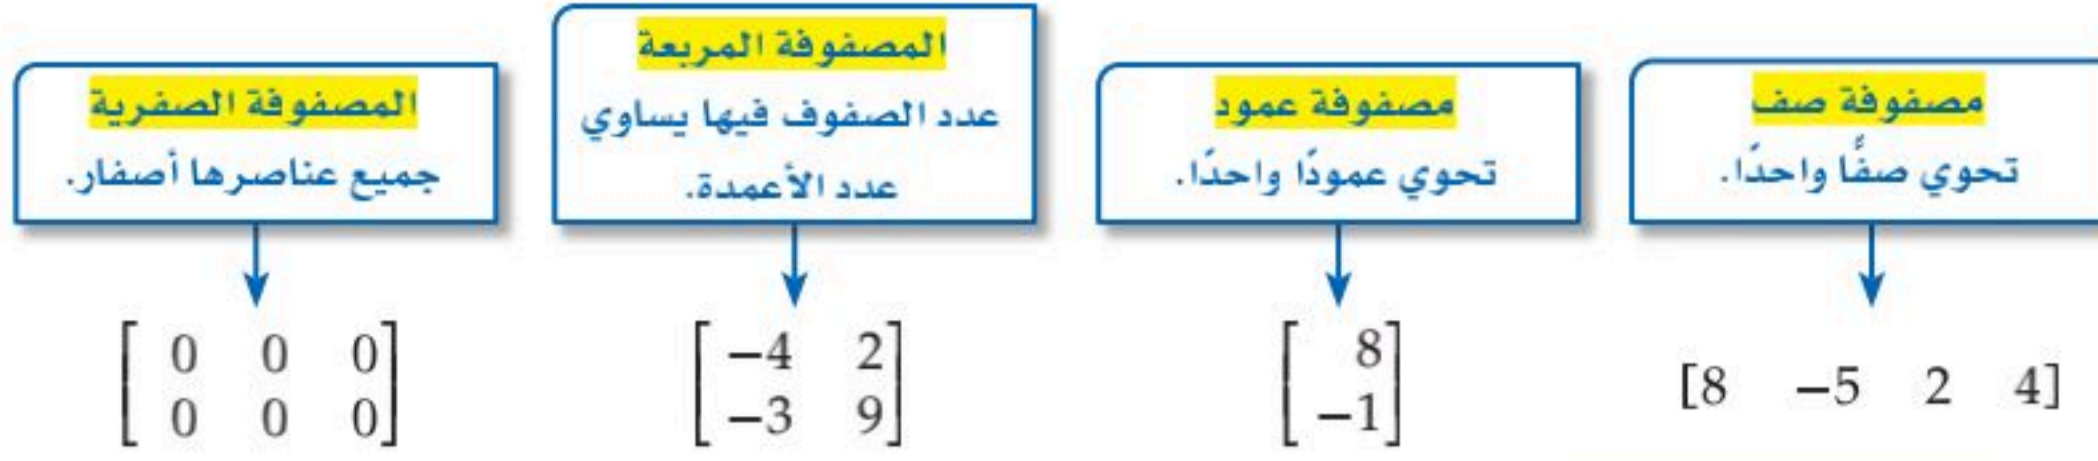 مصفوفة صف
تحوي صفًّا واحدًا.
[8 −5 2 4]
مصفوفة عمود
تحوي عمودًا واحدًا.
[8
−1]
المصفوفة المربعة
عدد الصفوف فيها يساوي
عدد الأعمدة.
[−4 2
−3 9]
المصفوفة الصفرية
جميع عناصرها أصفار.
[0 0 0
0 0 0]